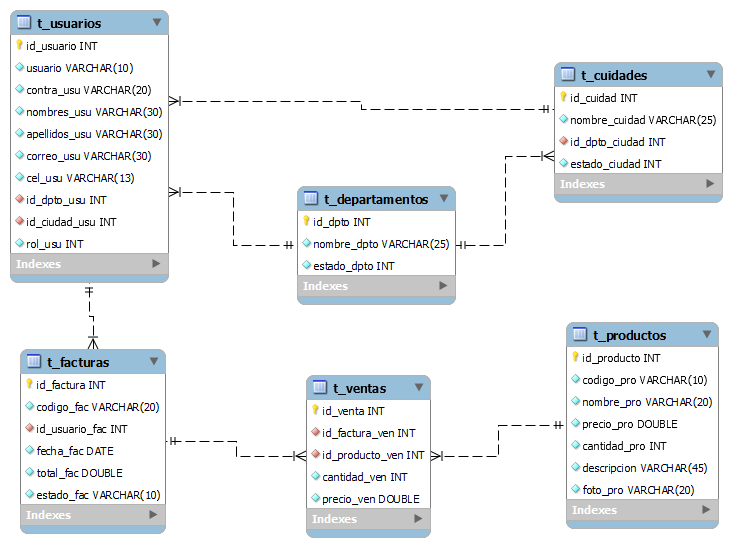 t_usuarios
id_usuario INT
usuario VARCHAR(10)
contra_usu VARCHAR(20)
nombres_usu VARCHAR(30)
apellidos_usu VARCHAR(30)
correo_usu VARCHAR(30)
cel_usu VARCHAR(13)
id_dpto_usu INT
id_ciudad_usu INT
rol_usu INT
Indexes
t_cuidades
id_cuidad INT
nombre_cuidad VARCHAR(25)
id_dpto_ciudad INT
estado_ciudad INT
Indexes
t_departamentos
id_dpto INT
nombre_dpto VARCHAR(25)
estado_dpto INT
Indexes
t_facturas
id_factura INT
codigo_fac VARCHAR(20)
id_usuario_fac INT
fecha_fac DATE
total_fac DOUBLE
estado_fac VARCHAR(10)
Indexes
t_ventas
id_venta INT
id_factura_ven INT
id_producto_ven INT
cantidad_ven INT
precio_ven DOUBLE
Indexes
t_productos
id_producto INT
codigo_pro VARCHAR(10)
nombre_pro VARCHAR(20)
precio_pro DOUBLE
cantidad_pro INT
descripcion VARCHAR(45)
foto_pro VARCHAR(20)
Indexes